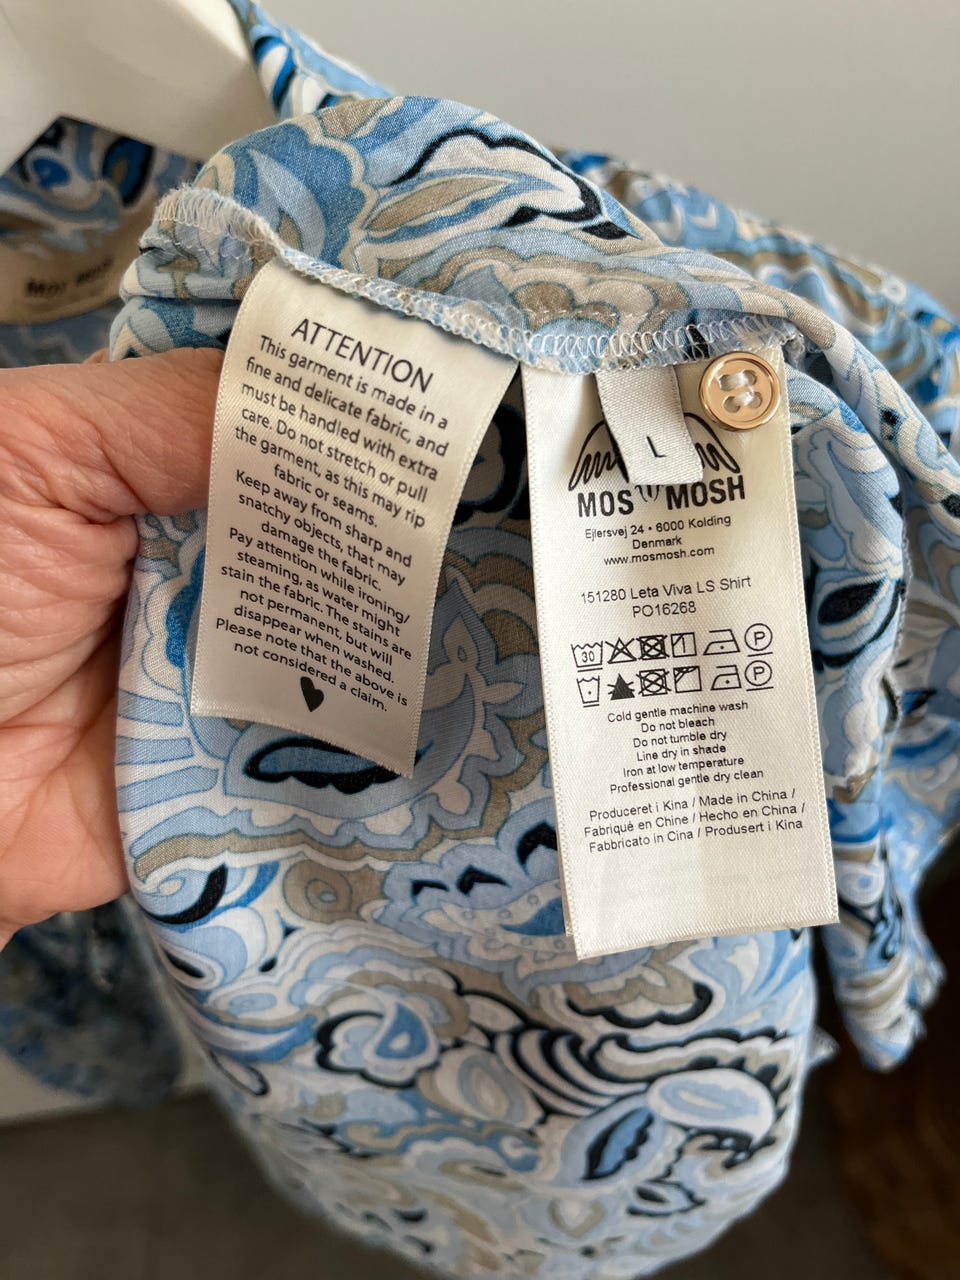 MOS MOSH
ATTENTION
This garment is made in a
fine and delicate fabric, and
must be handled with extra
care. Do not stretch or pull
the garment, as this may rip
fabric or seams.
Keep away from sharp and
snatchy objects, that may
damage the fabric.
Pay attention while ironing/
steaming, as water might
stain the fabric. The stains are
not permanent, but will
disappear when washed.
Please note that the above is
not considered a claim.
L
MOS MOSH
Ejlersvej 24 • 6000 Kolding
Denmark
www.mosmosh.com
151280 Leta Viva LS Shirt
PO16268
30
P
P
Cold gentle machine wash
Do not bleach
Do not tumble dry
Line dry in shade
Iron at low temperature
Professional gentle dry clean
Produceret i Kina / Made in China /
Fabriqué en Chine / Hecho en China /
Fabbricato in Cina / Produsert i Kina